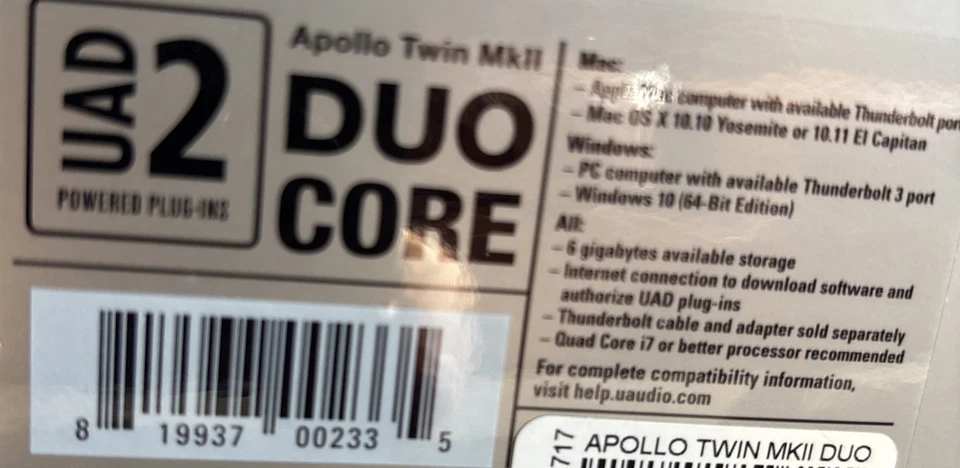 UAD 2
POWERED PLUG-INS
Apollo Twin MkII
DUO
CORE
8 19937 00233 5
Mac:
computer with available Thunderbolt
– Mac OS X 10.10 Yosemite or 10.11 El Capitan
Windows:
– PC computer with available Thunderbolt 3 port
– Windows 10 (64-Bit Edition)
All:
– 6 gigabytes available storage
– Internet connection to download software and
authorize UAD plug-ins
– Thunderbolt cable and adapter sold separately
– Quad Core i7 or better processor recommended
For complete compatibility information,
visit help.uaudio.com
717
APOLLO TWIN MKII DUO